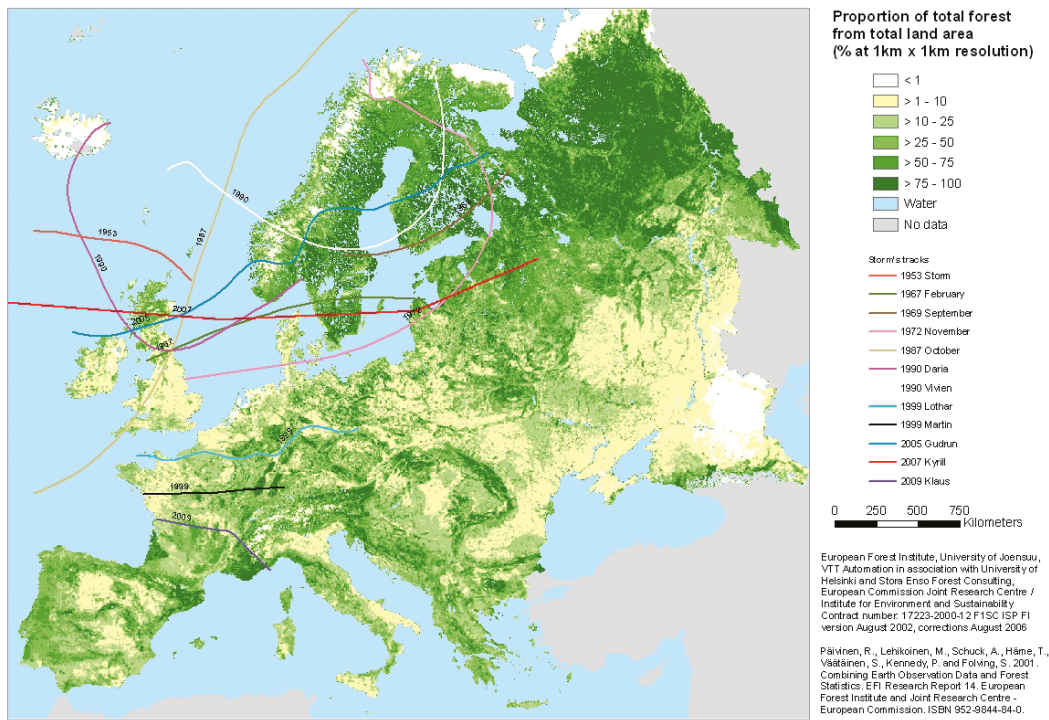 Proportion of total forest
from total land area
(% at 1km x 1km resolution)
< 1
> 1 - 10
> 10 - 25
> 25 - 50
> 50 - 75
> 75 - 100
Water
No data
Storm's tracks
1953 Storm
1967 February
1969 September
1972 November
1987 October
1990 Daria
1990 Vivien
1999 Lothar
1999 Martin
2005 Gudrun
2007 Kyrill
2009 Klaus
0 250 500 750
Kilometers
European Forest Institute, University of Joensuu,
VTT Automation in association with University of
Helsinki and Stora Enso Forest Consulting,
European Commission Joint Research Centre /
Institute for Environment and Sustainability
Contract number: 17223-2000-12 F1SC ISP FI
version August 2002, corrections August 2006
Päivinen, R., Lehikoinen, M., Schuck, A., Häme, T.,
Väätäinen, S., Kennedy, P. and Folving, S. 2001.
Combining Earth Observation Data and Forest
Statistics. EFI Research Report 14. European
Forest Institute and Joint Research Centre -
European Commission. ISBN 952-9844-84-0.
1990
1987
1953
1990
2007
2005
1967
1972
1969
1999
1999
2009